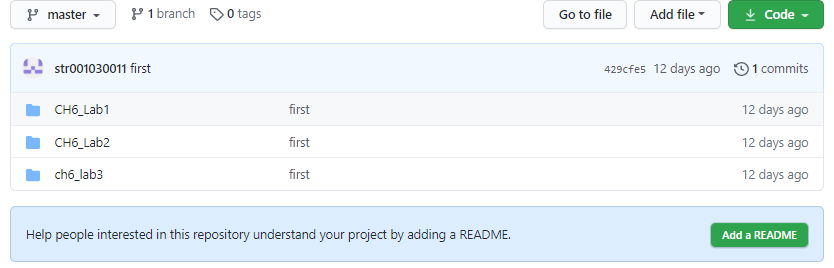 master 1 branch 0 tags Go to file Add file Code
str001030011 first 429cfe5 12 days ago 1 commits
CH6_Lab1 first 12 days ago
CH6_Lab2 first 12 days ago
ch6_lab3 first 12 days ago
Help people interested in this repository understand your project by adding a README. Add a README